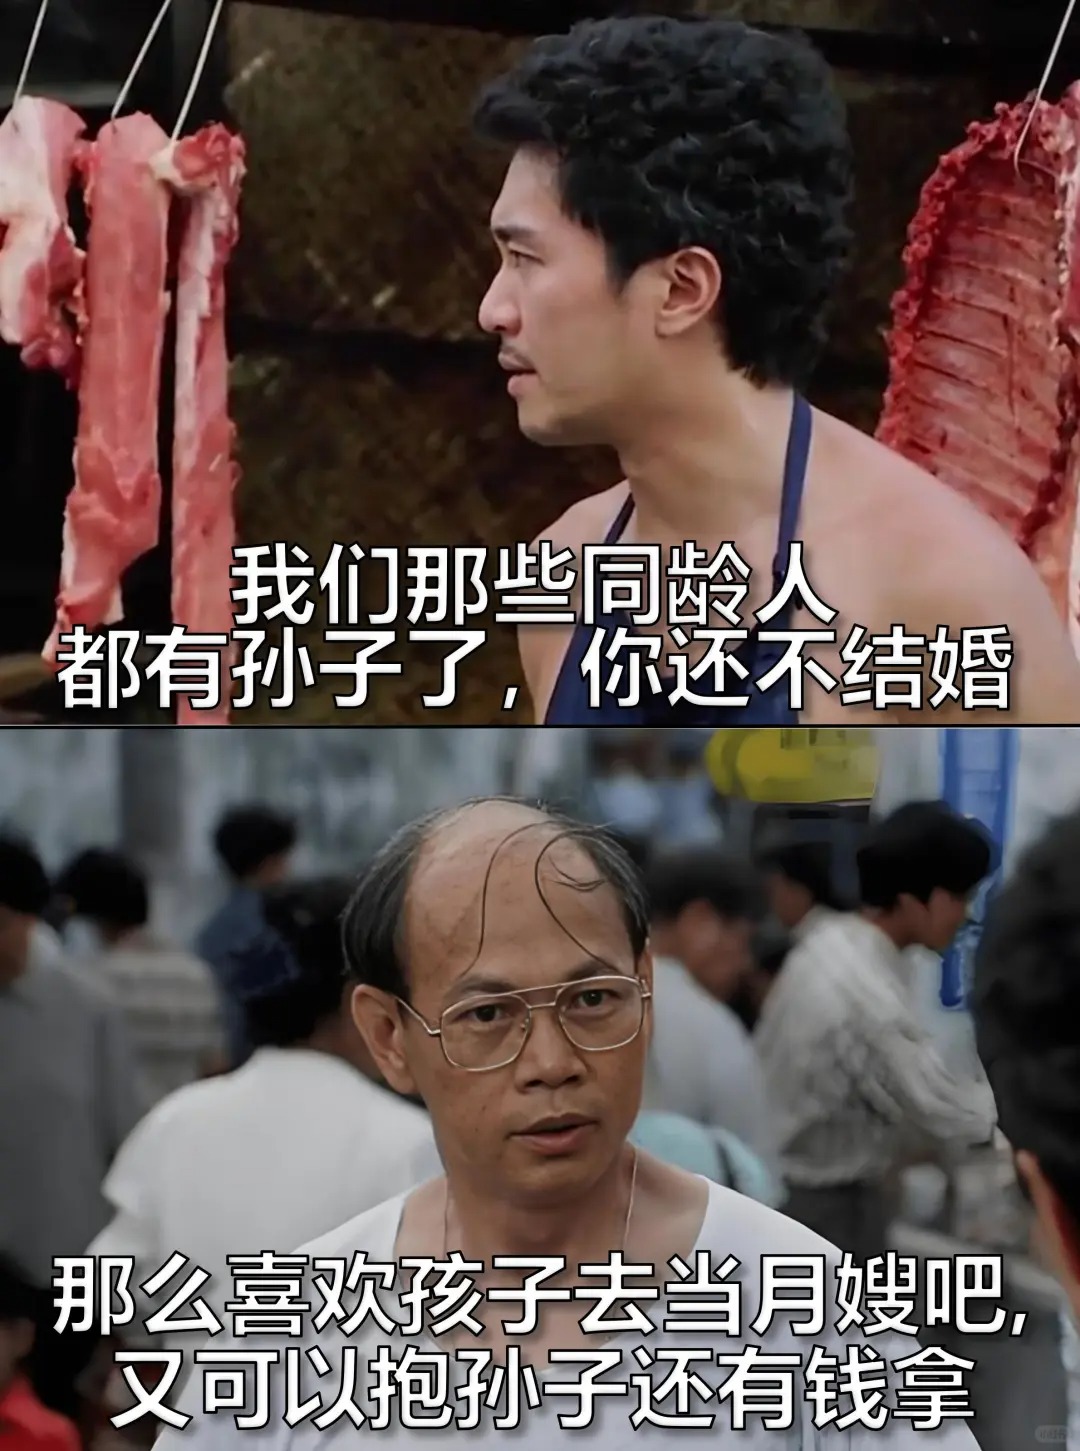 我们那些同龄人
都有孙子了，你还不结婚
那么喜欢孩子去当月嫂吧,
又可以抱孙子还有钱拿